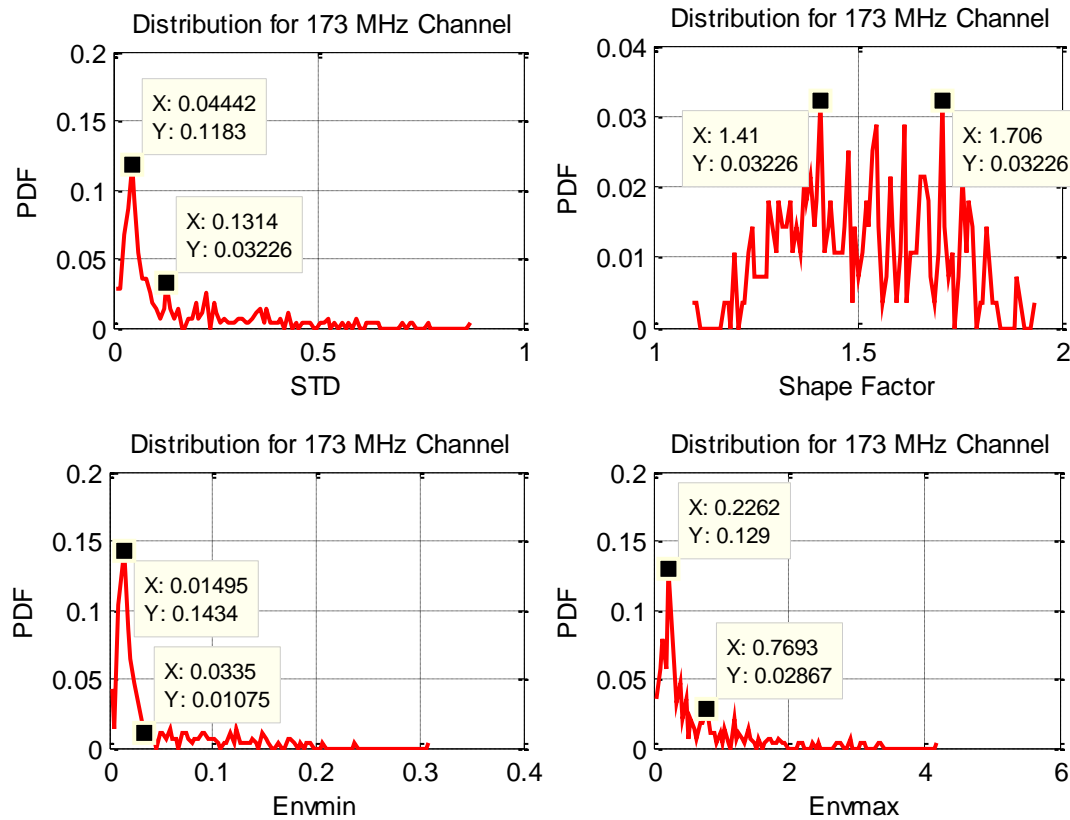 Distribution for 173 MHz Channel
0.2
0.15
0.1
0.05
0
PDF
X: 0.04442
Y: 0.1183
X: 0.1314
Y: 0.03226
0
0.5
1
STD
Distribution for 173 MHz Channel
0.04
0.03
0.02
0.01
0
PDF
X: 1.41
Y: 0.03226
X: 1.706
Y: 0.03226
1
1.5
2
Shape Factor
Distribution for 173 MHz Channel
0.2
0.15
0.1
0.05
0
PDF
X: 0.01495
Y: 0.1434
X: 0.0335
Y: 0.01075
0
0.1
0.2
0.3
0.4
Envmin
Distribution for 173 MHz Channel
0.2
0.15
0.1
0.05
0
PDF
X: 0.2262
Y: 0.129
X: 0.7693
Y: 0.02867
0
2
4
6
Envmax